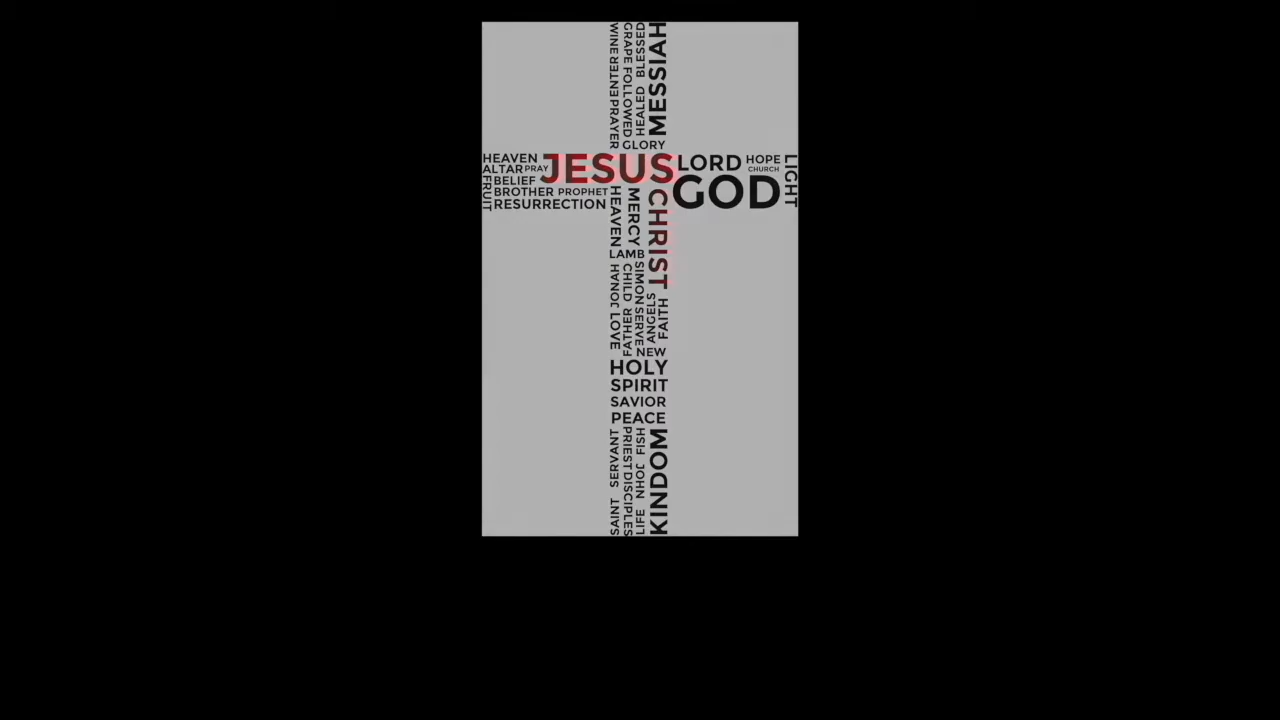 WINE
RETENE
PRAYER
GRAPE
FOLLOWED
BLESSED
HEALED
MESSIAH
GLORY
HEAVEN
ALTAR PRAY
FRUIT
BELIEF
BROTHER PROPHET
RESURRECTION
JESUS
LORD
HOPE
CHURCH
LIGHT
GOD
HEAVEN
MERCY
CHRIST
LAMB
JONAH
CHILD
SIMON
LOVE
FATHER
SERVE
ANGELS
FAITH
NEW
HOLY
SPIRIT
SAVIOR
PEACE
SERVANT
SAINT
PRIEST
DISCIPLES
FISH
JOHN
LIFE
KINDOM